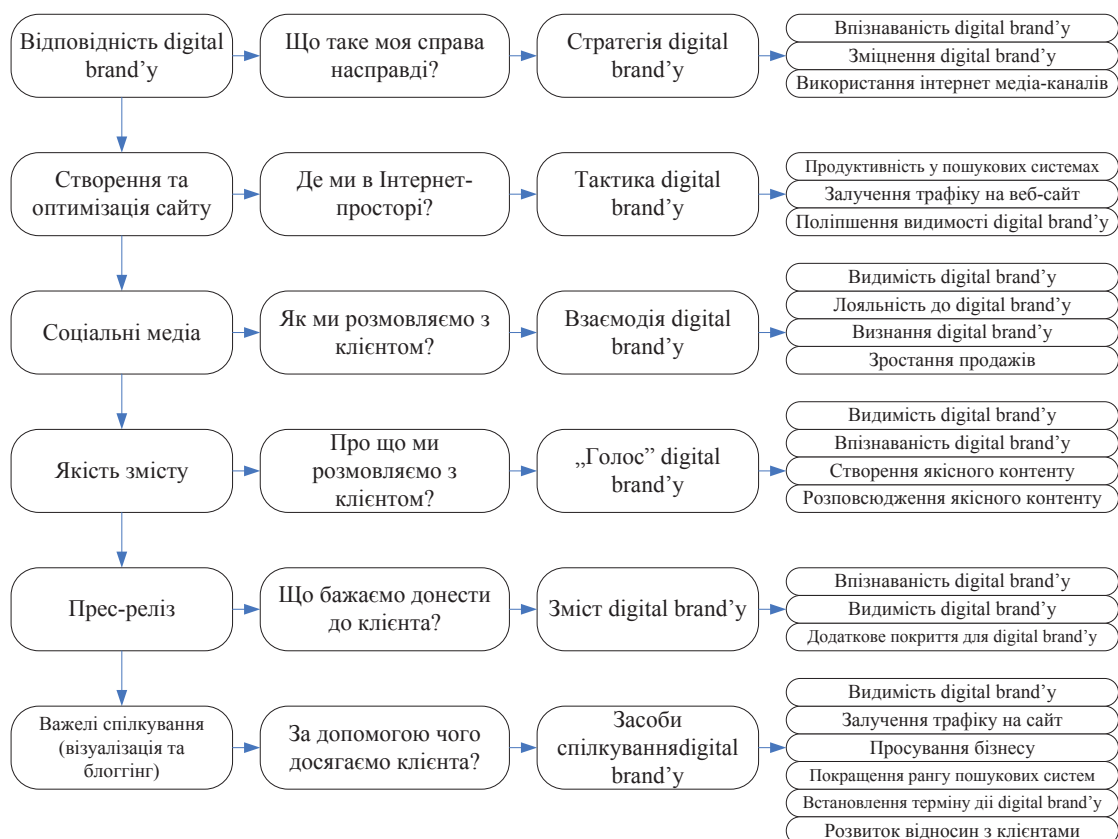 Відповідність digital
brand’у
Що таке моя справа
насправді?
Стратегія digital
brand’у
Впізнаваність digital brand’у
Зміцнення digital brand’у
Використання інтернет медіа-каналів
Створення та
оптимізація сайту
Де ми в Інтернет-
просторі?
Тактика digital
brand’у
Продуктивність у пошукових системах
Залучення трафіку на веб-сайт
Поліпшення видимості digital brand’у
Соціальні медіа
Як ми розмовляємо з
клієнтом?
Взаємодія digital
brand’у
Видимість digital brand’у
Лояльність до digital brand’у
Визнання digital brand’у
Зростання продажів
Якість змісту
Про що ми
розмовляємо з
клієнтом?
„Голос” digital
brand’у
Видимість digital brand’у
Впізнаваність digital brand’у
Створення якісного контенту
Розповсюдження якісного контенту
Прес-реліз
Що бажаємо донести
до клієнта?
Зміст digital brand’у
Впізнаваність digital brand’у
Видимість digital brand’у
Додаткове покриття для digital brand’у
Важелі спілкування
(візуалізація та
блоггінг)
За допомогою чого
досягаємо клієнта?
Засоби
спілкуванняdigital
brand’у
Видимість digital brand’у
Залучення трафіку на сайт
Просування бізнесу
Покращення рангу пошукових систем
Встановлення терміну діі digital brand’у
Розвиток відносин з клієнтами